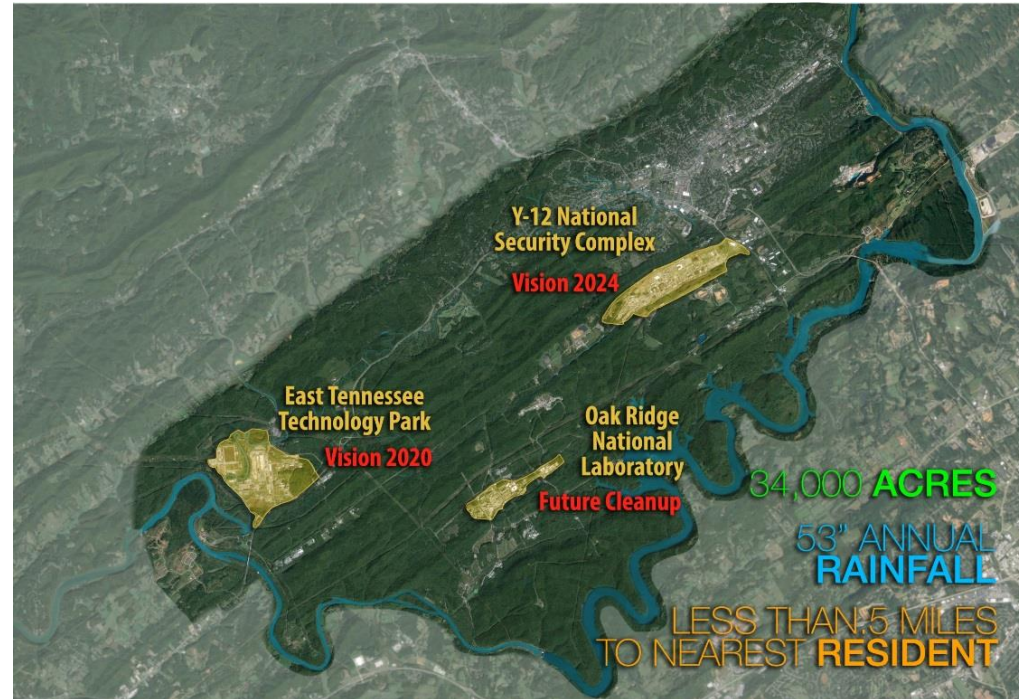 Y-12 National
Security Complex
Vision 2024
East Tennessee
Technology Park
Vision 2020
Oak Ridge
National
Laboratory
Future Cleanup
34,000 ACRES
53" ANNUAL
RAINFALL
LESS THAN.5 MILES
TO NEAREST RESIDENT